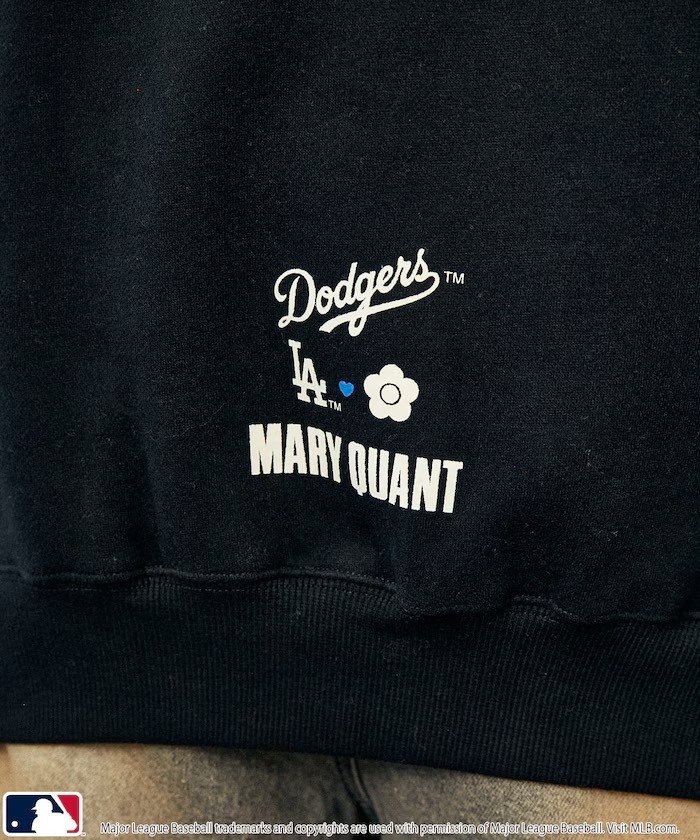 Dodgers™
LA™
MARY QUANT
Major League Baseball trademarks and copyrights are used with permission of Major League Baseball. Visit MLB.com.